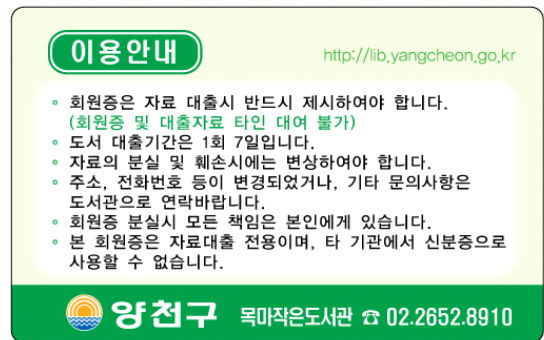 이용안내
http://lib.yangcheon.go.kr
◦ 회원증은 자료 대출시 반드시 제시하여야 합니다.
(회원증 및 대출자료 타인 대여 불가)
◦ 도서 대출기간은 1회 7일입니다.
◦ 자료의 분실 및 훼손시에는 변상하여야 합니다.
◦ 주소, 전화번호 등이 변경되었거나, 기타 문의사항은
도서관으로 연락바랍니다.
◦ 회원증 분실시 모든 책임은 본인에게 있습니다.
◦ 본 회원증은 자료대출 전용이며, 타 기관에서 신분증으로
사용할 수 없습니다.
양천구 목마작은도서관 ☎ 02.2652.8910